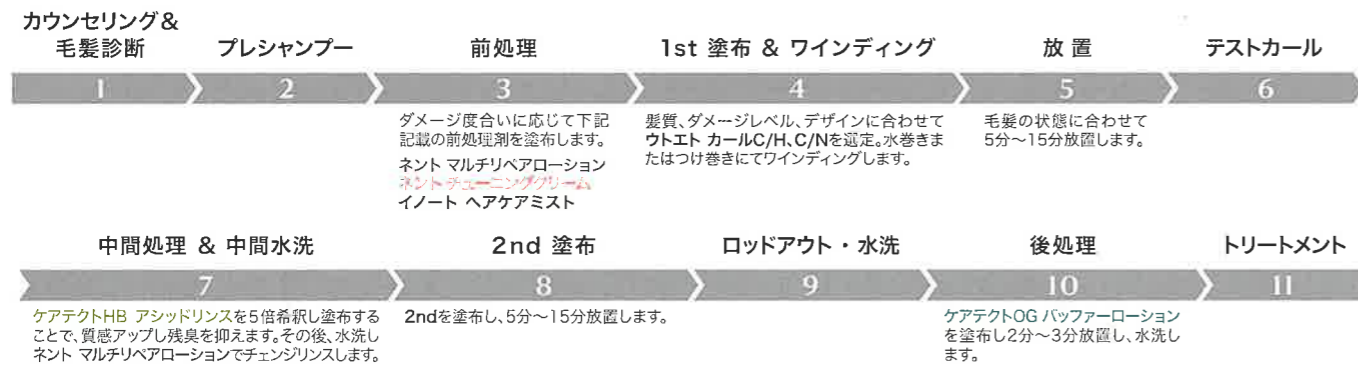 カウンセリング&
毛髪診断
プレシャンプー
前処理
1st 塗布 & ワインディング
放 置
テストカール
1
2
3
4
5
6
ダメージ度合いに応じて下記
記載の前処理剤を塗布します。
ネント マルチリペアローション
ネント チューニングクリーム
イノート ヘアケアミスト
髪質、ダメージレベル、デザインに合わせて
ウトエト カールC/H、C/Nを選定。水巻きま
たはつけ巻きにてワインディングします。
毛髪の状態に合わせて
5分〜15分放置します。
中間処理 & 中間水洗
2nd 塗布
ロッドアウト・水洗
後処理
トリートメント
7
8
9
10
11
ケアテクトHB アシッドリンスを5倍希釈し塗布する
ことで、質感アップし残臭を抑えます。その後、水洗し
ネント マルチリペアローションでチェンジリンスします。
2ndを塗布し、5分〜15分放置します。
ケアテクトOG バッファーローション
を塗布し2分〜3分放置し、水洗し
ます。